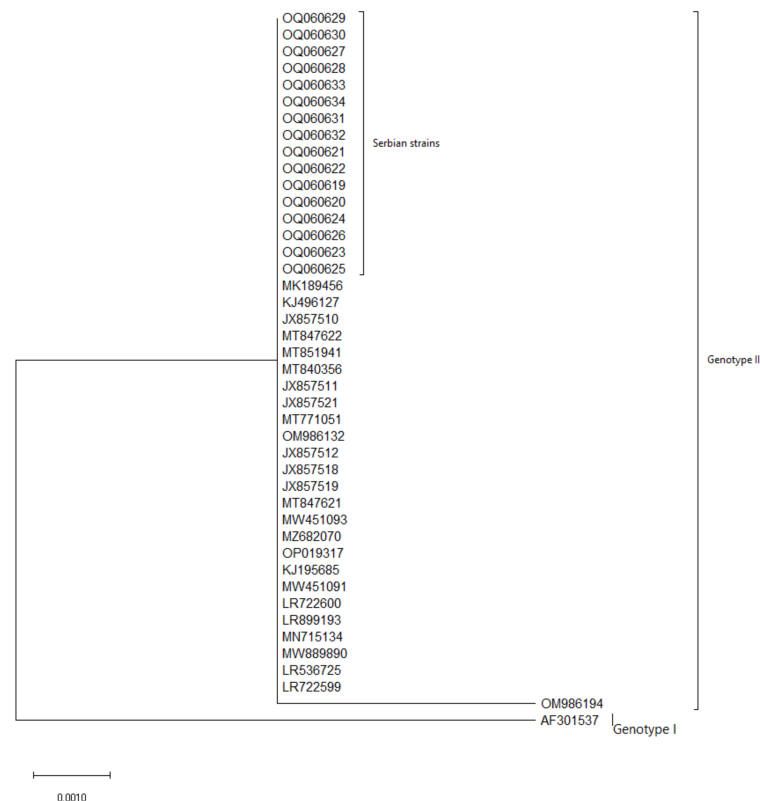 OQ060629
OQ060630
OQ060627
OQ060628
OQ060633
OQ060634
OQ060631
OQ060632
Serbian strains
OQ060621
OQ060622
OQ060619
OQ060620
OQ060624
OQ060626
OQ060623
OQ060625
MK189456
KJ496127
JX857510
MT847622
MT851941
Genotype II
MT840356
JX857511
JX857521
MT771051
OM986132
JX857512
JX857518
JX857519
MT847621
MW451093
MZ682070
OP019317
KJ195685
MW451091
LR722600
LR899193
MN715134
MW889890
LR536725
LR722599
OM986194
AF301537
Genotype I
0.0010